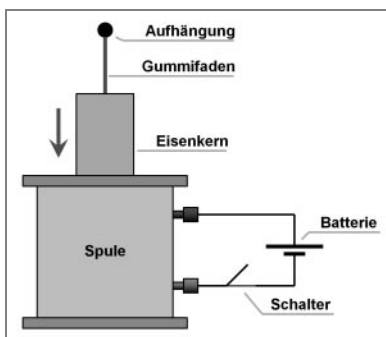 Aufhängung
Gummifaden
Eisenkern
Batterie
Spule
Schalter